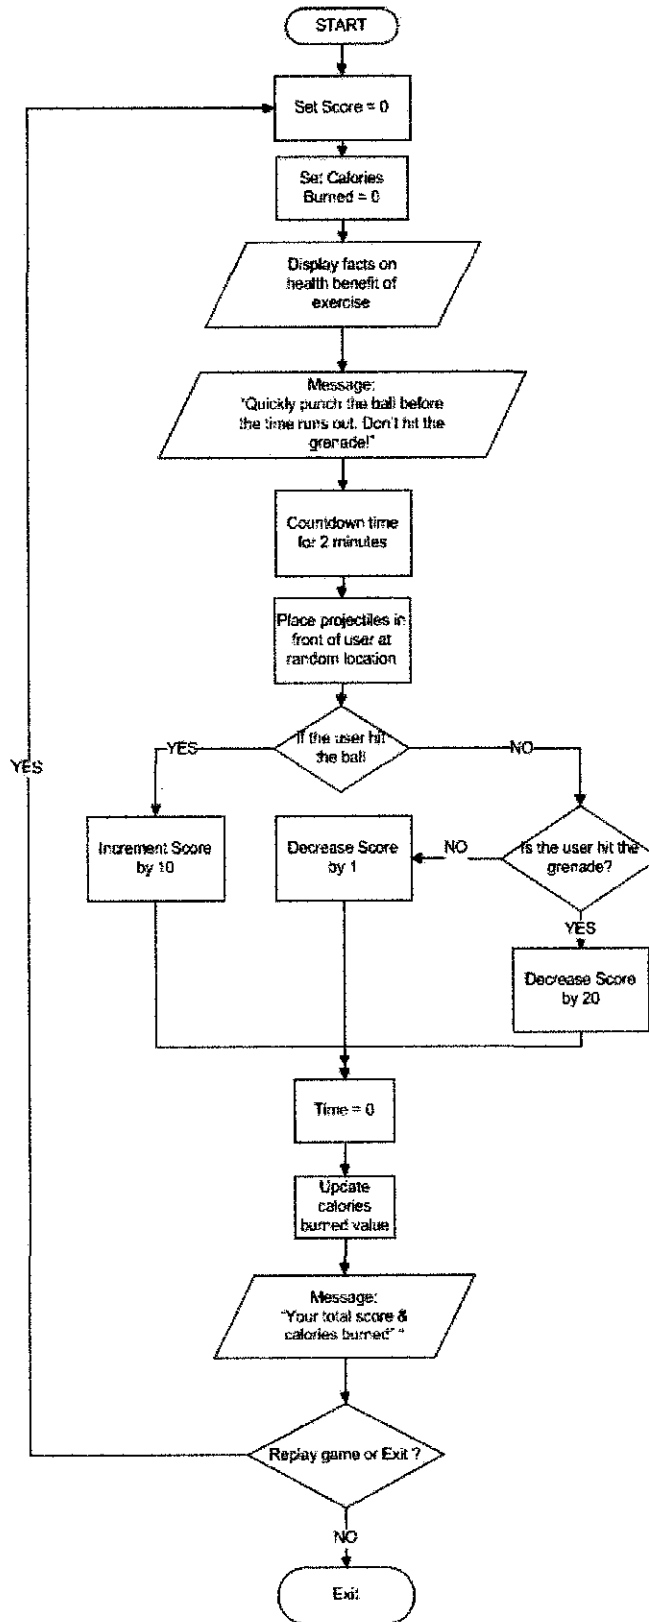 START
Set Score = 0
Set Calories
Burned = 0
Display facts on
health benefit of
exercise
Message:
"Quickly punch the ball before
the time runs out. Don't hit the
grenade!"
Countdown time
for 2 minutes
Place projectiles in
front of user at
random location
If the user hit
the ball
YES
NO
YES
Increment Score
by 10
Decrease Score
by 1
NO
Is the user hit the
grenade?
YES
Decrease Score
by 20
Time = 0
Update
calories
burned value
Message:
"Your total score &
calories burned" "
Replay game or Exit ?
NO
Exit